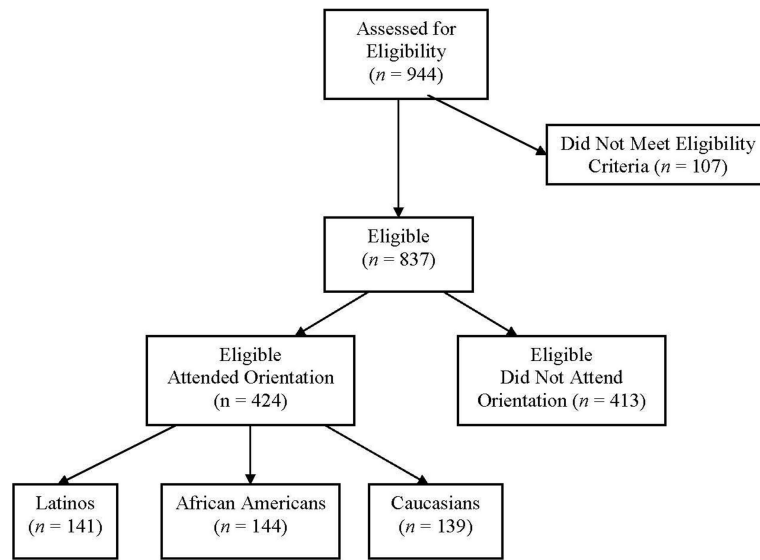 Assessed for
Eligibility
(n = 944)
Did Not Meet Eligibility
Criteria (n = 107)
Eligible
(n = 837)
Eligible
Attended Orientation
(n = 424)
Eligible
Did Not Attend
Orientation (n = 413)
Latinos
(n = 141)
African Americans
(n = 144)
Caucasians
(n = 139)